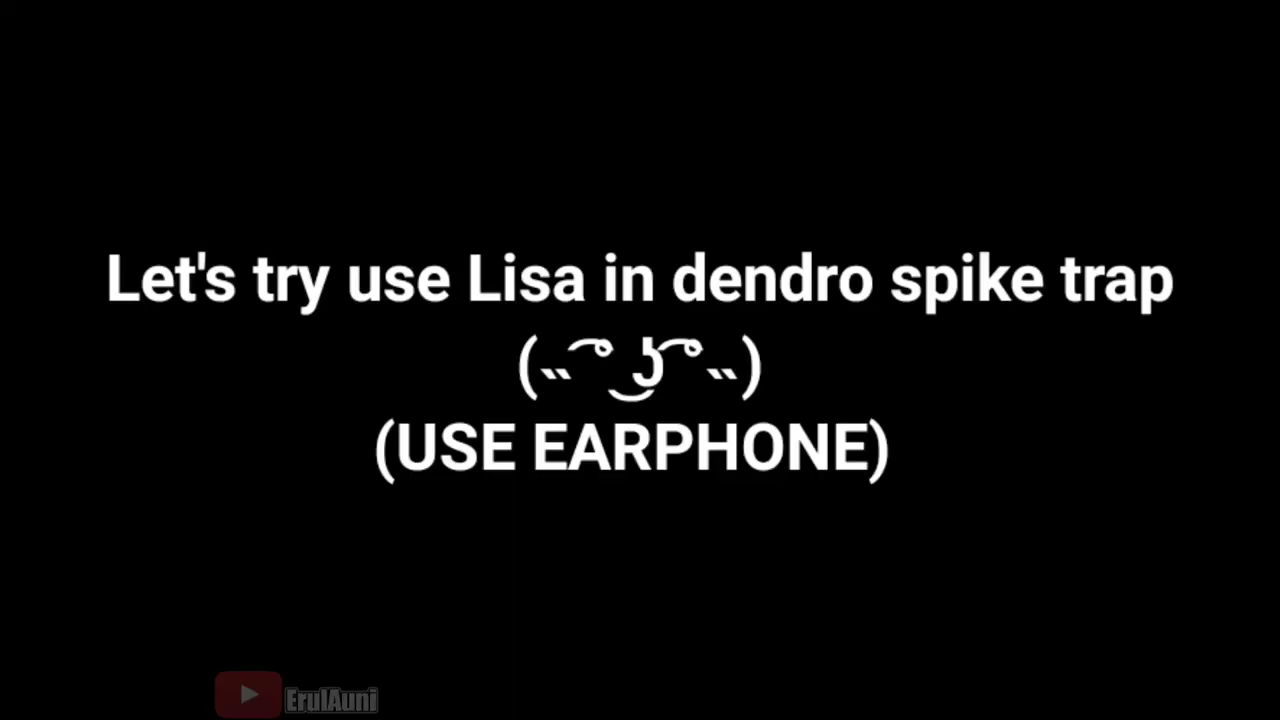 Let's try use Lisa in dendro spike trap
(˵ ͡° ͜ʖ ͡°˵)
(USE EARPHONE)
ErulAuni